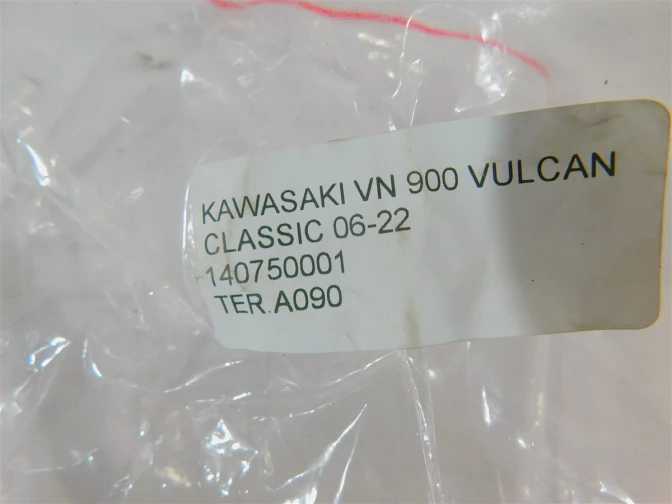 KAWASAKI VN 900 VULCAN
CLASSIC 06-22
140750001
TER.A090